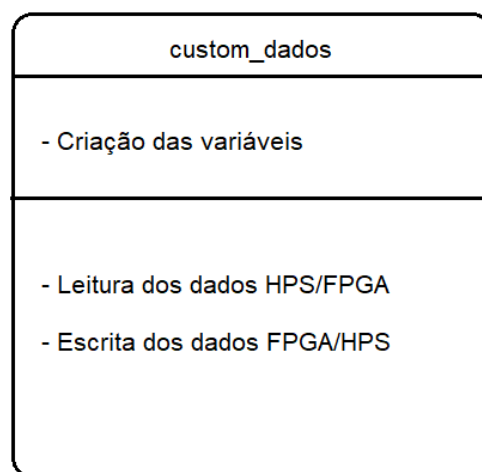 custom_dados
- Criação das variáveis
- Leitura dos dados HPS/FPGA
- Escrita dos dados FPGA/HPS